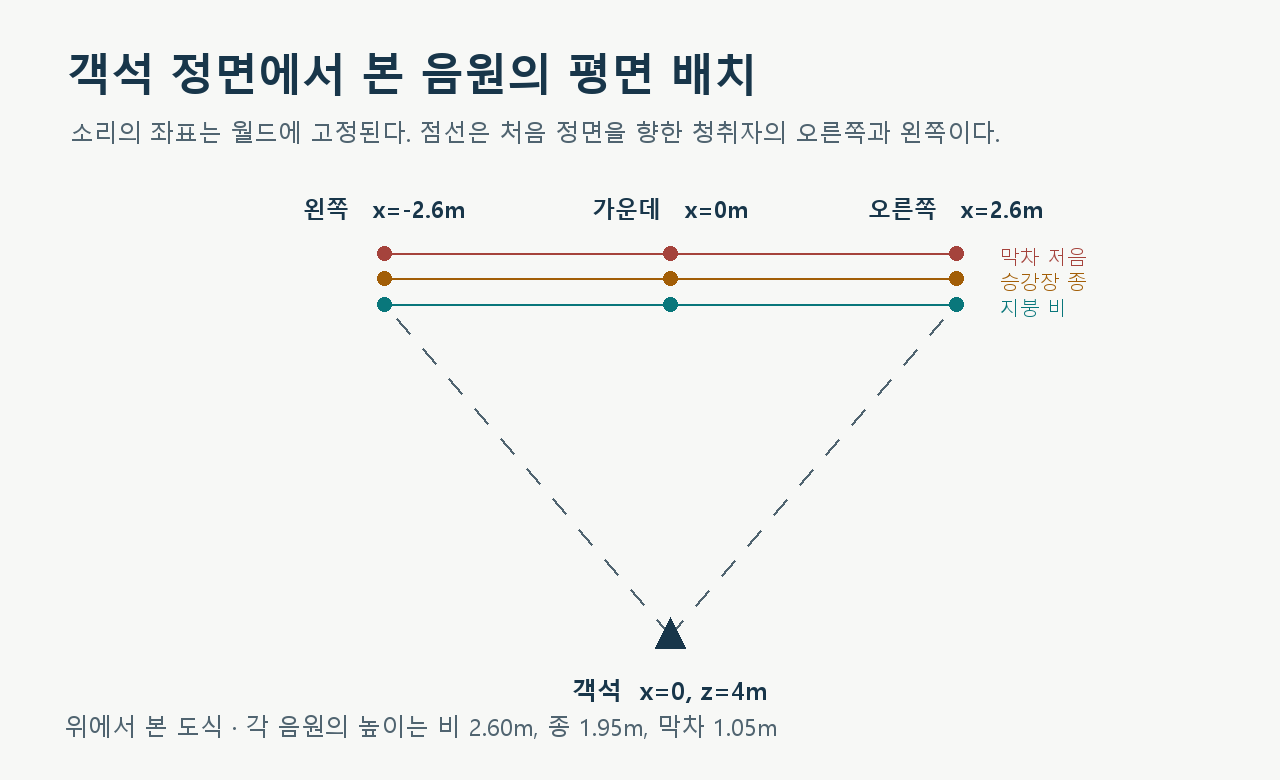 객석 정면에서 본 음원의 평면 배치
소리의 좌표는 월드에 고정된다. 점선은 처음 정면을 향한 청취자의 오른쪽과 왼쪽이다.
왼쪽 x=-2.6m 가운데 x=0m 오른쪽 x=2.6m
막차 저음
승강장 종
지붕 비
객석 x=0, z=4m
위에서 본 도식 · 각 음원의 높이는 비 2.60m, 종 1.95m, 막차 1.05m